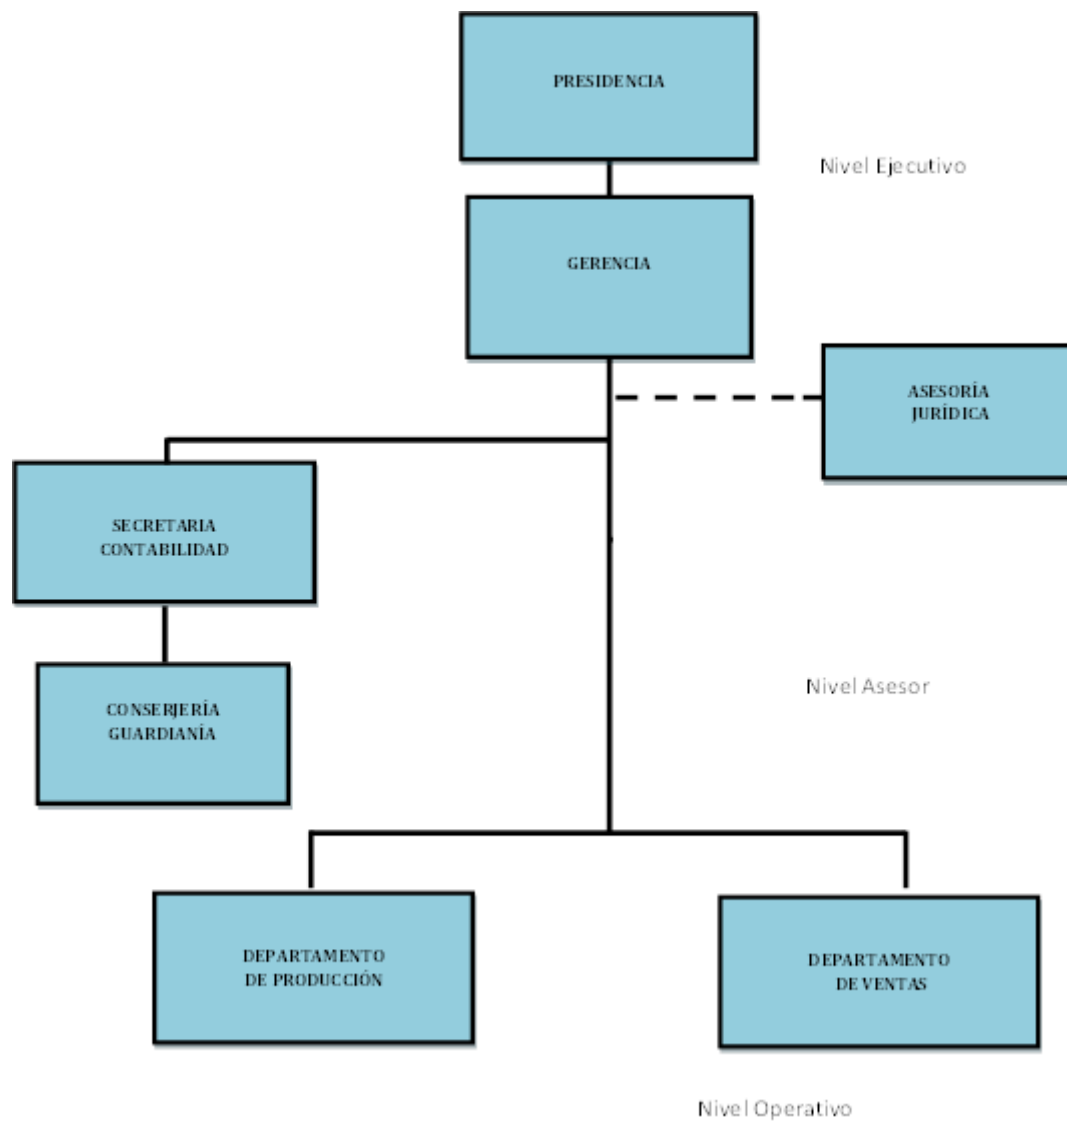 PRESIDENCIA
Nivel Ejecutivo
GERENCIA
ASESORÍA
JURÍDICA
SECRETARIA
CONTABILIDAD
Nivel Asesor
CONSERJERÍA
GUARDIANÍA
DEPARTAMENTO
DE PRODUCCIÓN
DEPARTAMENTO
DE VENTAS
Nivel Operativo